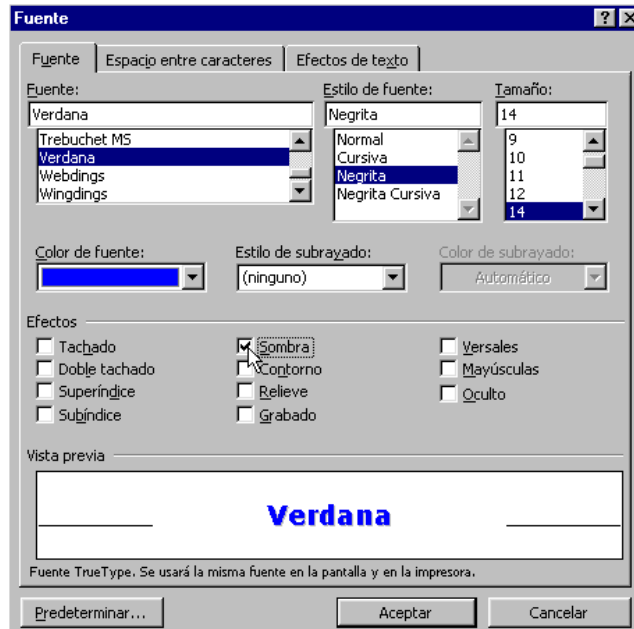 Fuente
Fuente Espacio entre caracteres Efectos de texto
Fuente: Estilo de fuente: Tamaño:
Verdana Negrita 14
Trebuchet MS Normal 9
Verdana Cursiva 10
Webdings Negrita 11
Wingdings Negrita Cursiva 12
14
Color de fuente: Estilo de subrayado: Color de subrayado:
(ninguno) Automático
Efectos
Tachado Sombra Versales
Doble tachado Contorno Mayúsculas
Superíndice Relieve Oculto
Subíndice Grabado
Vista previa
Verdana
Fuente TrueType. Se usará la misma fuente en la pantalla y en la impresora.
Predeterminar... Aceptar Cancelar